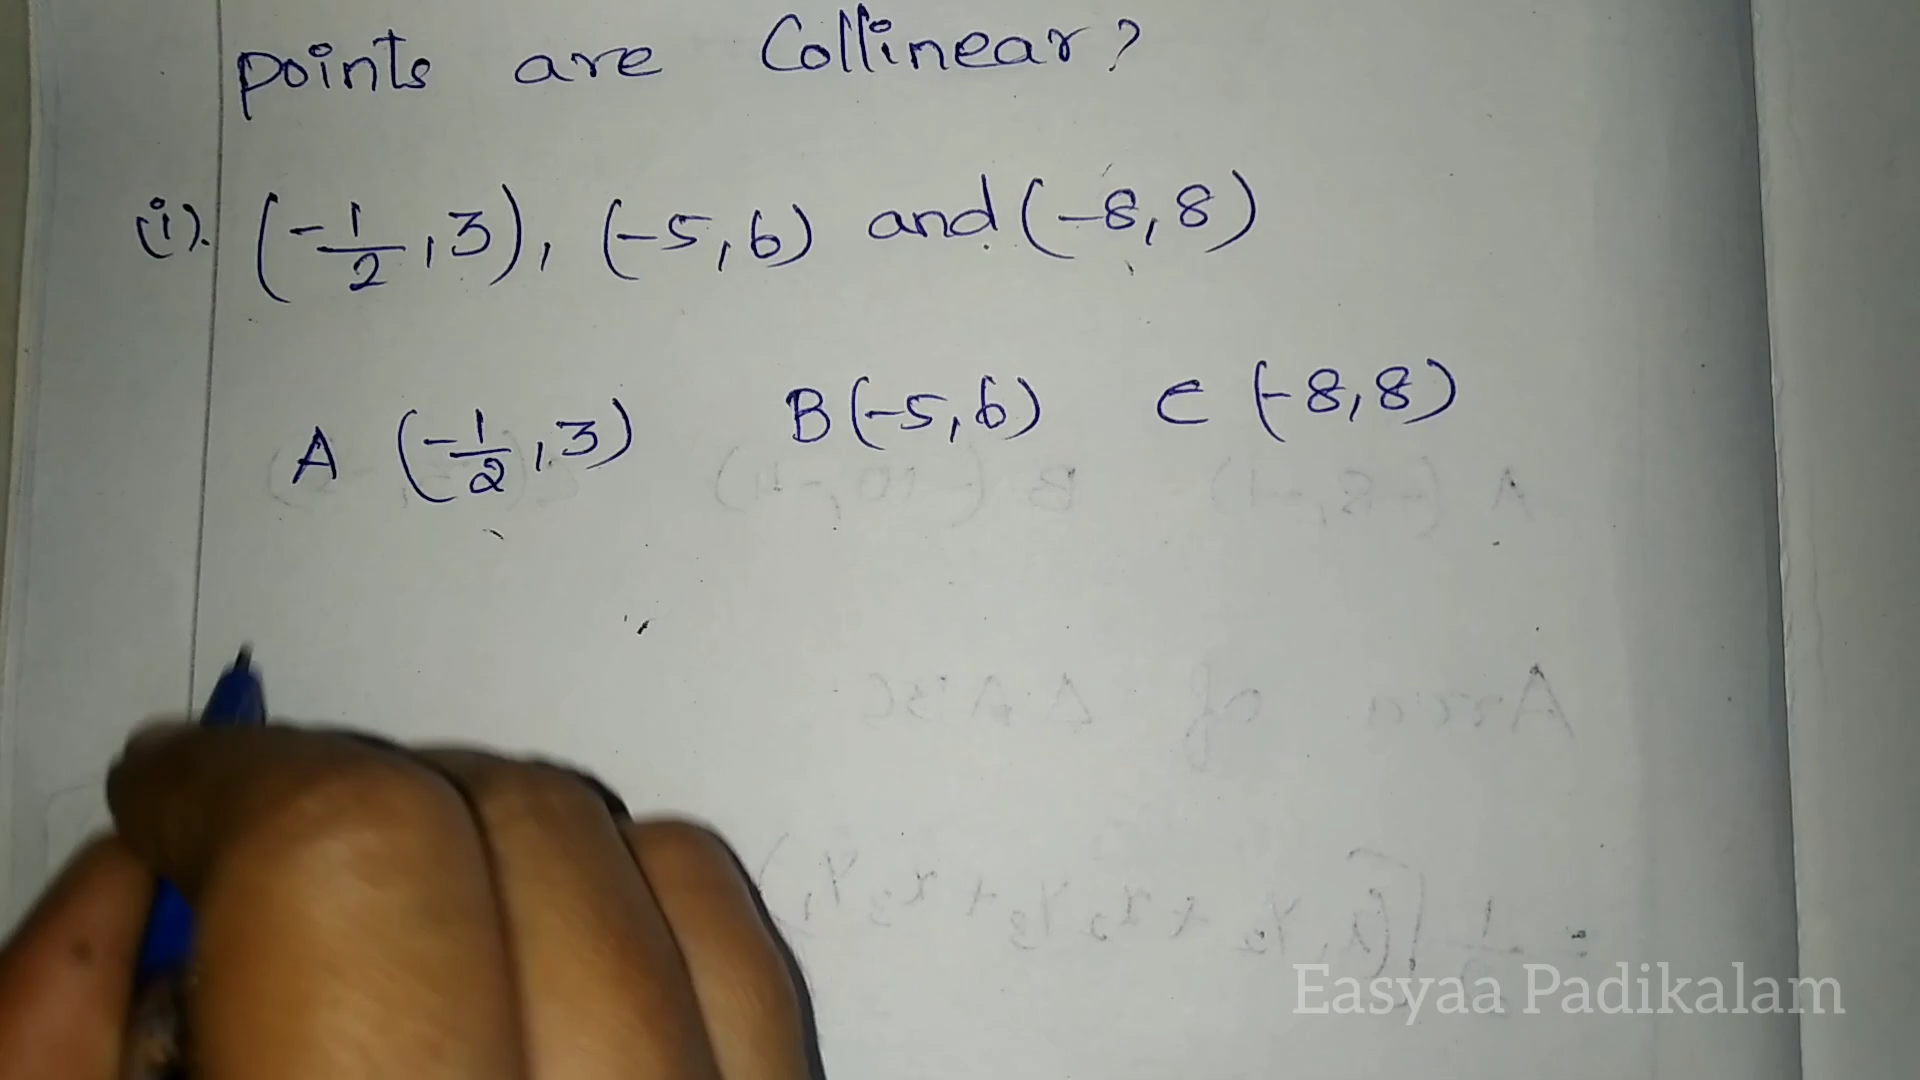 points are Collinear?
(i). (-1/2, 3), (-5, 6) and (-8, 8)
A (-1/2, 3) B(-5, 6) C (-8, 8)
Easyaa Padikalam